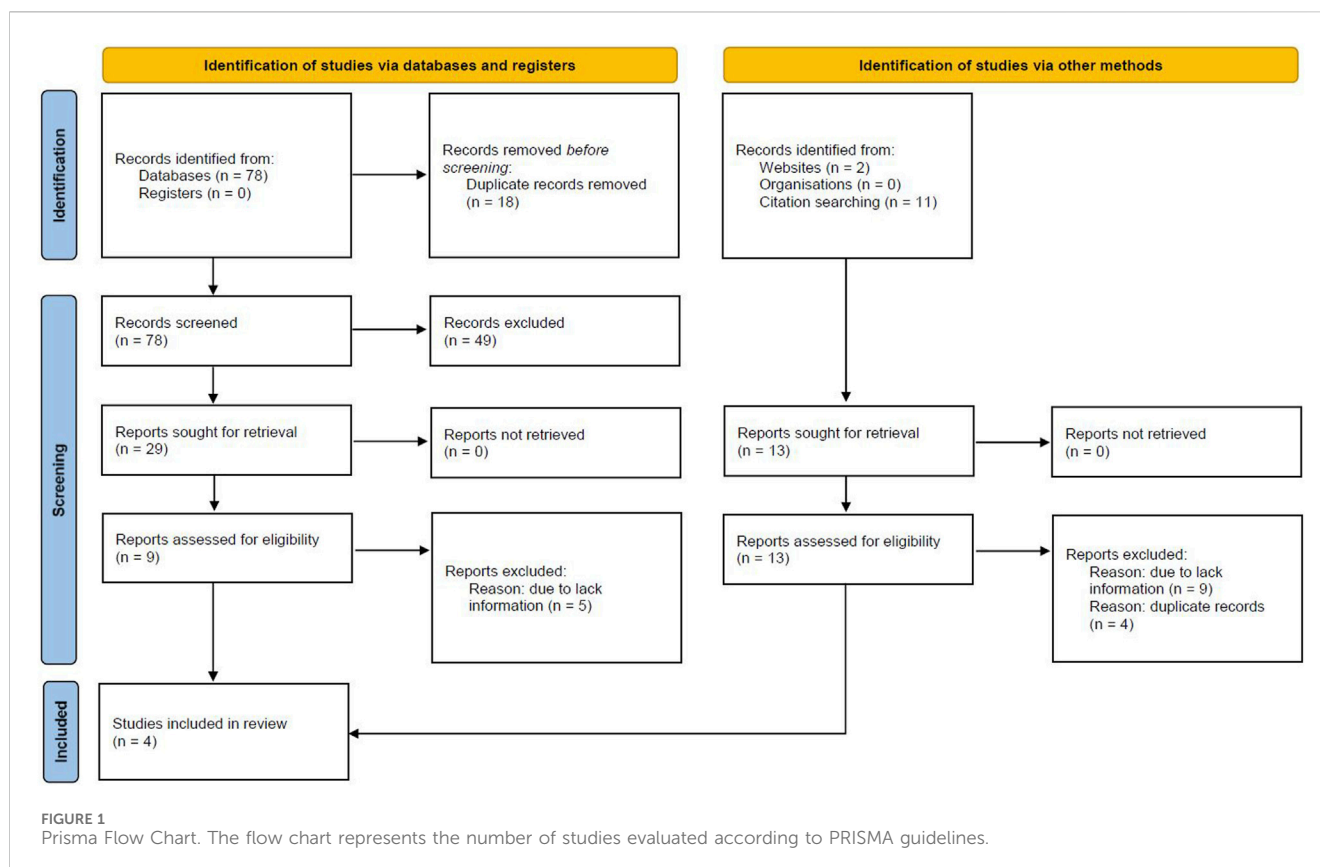 Identification of studies via databases and registers
Identification of studies via other methods
Identification
Records identified from:
Databases (n = 78)
Registers (n = 0)
Records removed before
screening:
Duplicate records removed
(n = 18)
Records identified from:
Websites (n = 2)
Organisations (n = 0)
Citation searching (n = 11)
Screening
Records screened
(n = 78)
Records excluded
(n = 49)
Reports sought for retrieval
(n = 29)
Reports not retrieved
(n = 0)
Reports sought for retrieval
(n = 13)
Reports not retrieved
(n = 0)
Reports assessed for eligibility
(n = 9)
Reports excluded:
Reason: due to lack
information (n = 5)
Reports assessed for eligibility
(n = 13)
Reports excluded:
Reason: due to lack
information (n = 9)
Reason: duplicate records
(n = 4)
Included
Studies included in review
(n = 4)
FIGURE 1
Prisma Flow Chart. The flow chart represents the number of studies evaluated according to PRISMA guidelines.